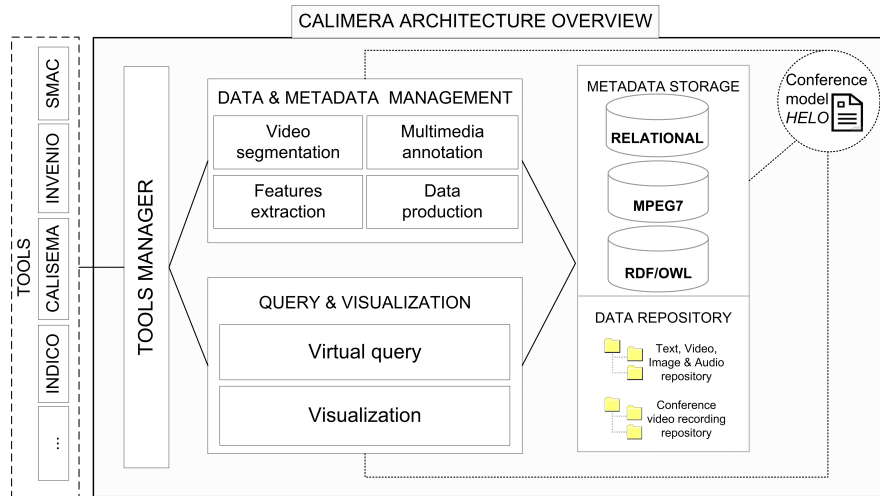 CALIMERA ARCHITECTURE OVERVIEW
TOOLS
SMAC
INVENIO
CALISEMA
INDICO
...
TOOLS MANAGER
DATA & METADATA MANAGEMENT
Video
segmentation
Multimedia
annotation
Features
extraction
Data
production
QUERY & VISUALIZATION
Virtual query
Visualization
METADATA STORAGE
RELATIONAL
MPEG7
RDF/OWL
DATA REPOSITORY
Text, Video,
Image & Audio
repository
Conference
video recording
repository
Conference
model
HELO